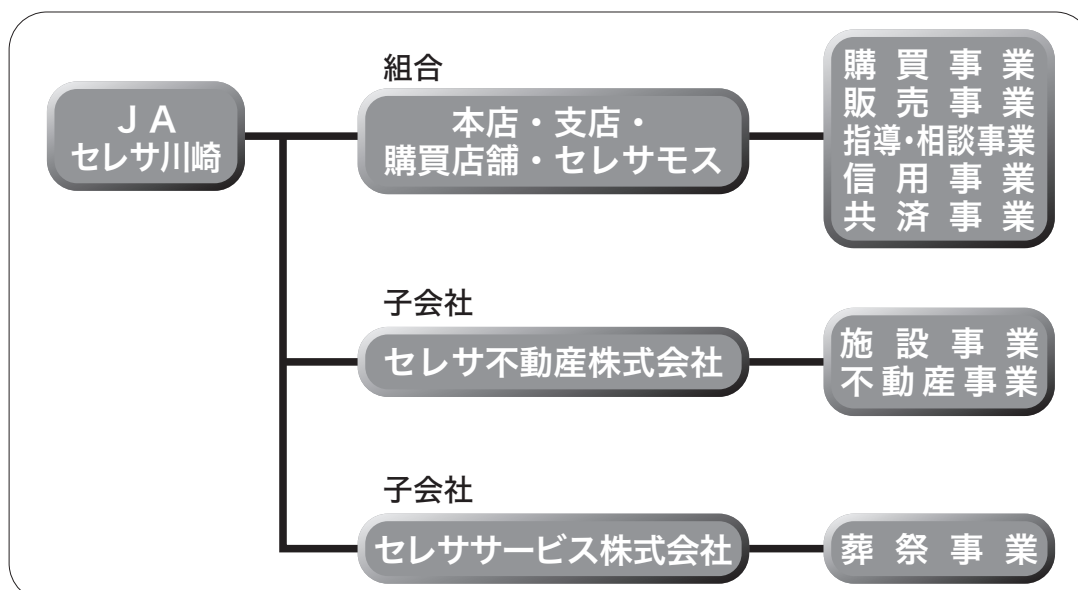 JA
セレサ川崎
組合
本店・支店・
購買店舗・セレサモス
購買事業
販売事業
指導・相談事業
信用事業
共済事業
子会社
セレサ不動産株式会社
施設事業
不動産事業
子会社
セレササービス株式会社
葬祭事業